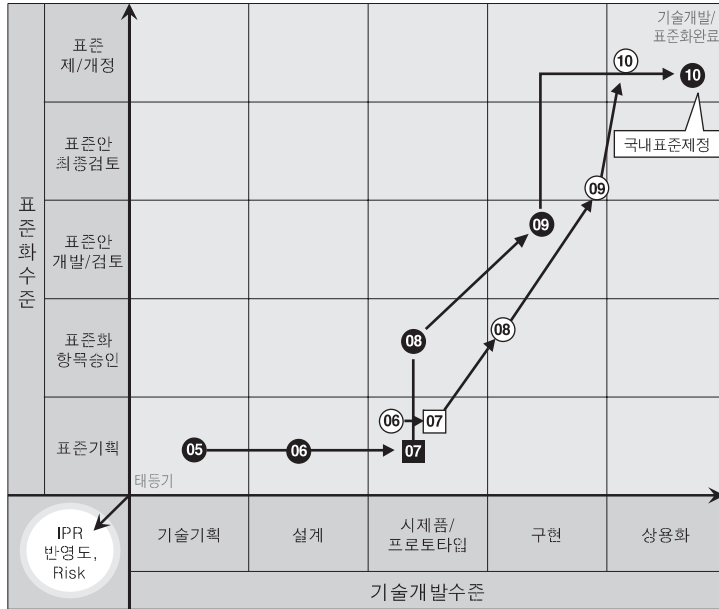 기술개발/
표준화완료
표준
제/개정
10
10
국내표준제정
표준안
최종검토
09
표준화수준
표준안
개발/검토
09
표준화
항목승인
08
08
06
07
표준기획
05
06
07
태동기
IPR
반영도,
Risk
기술기획
설계
시제품/
프로토타입
구현
상용화
기술개발수준